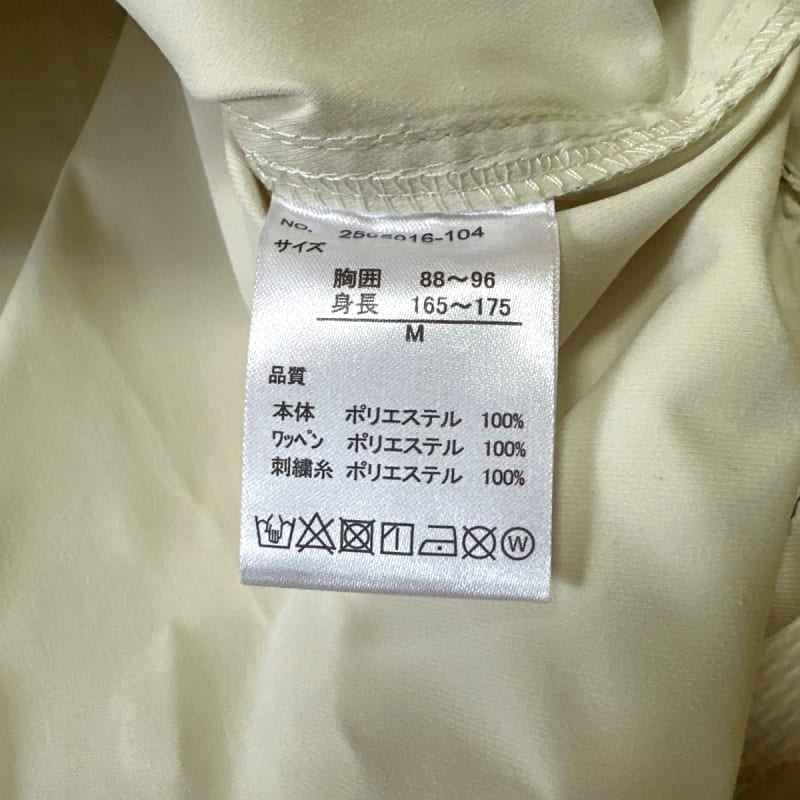 NO.
サイズ
胸囲 88～96
身長 165～175
M
品質
本体 ポリエステル 100%
ﾜｯﾍﾟﾝ ポリエステル 100%
刺繍糸 ポリエステル 100%
W